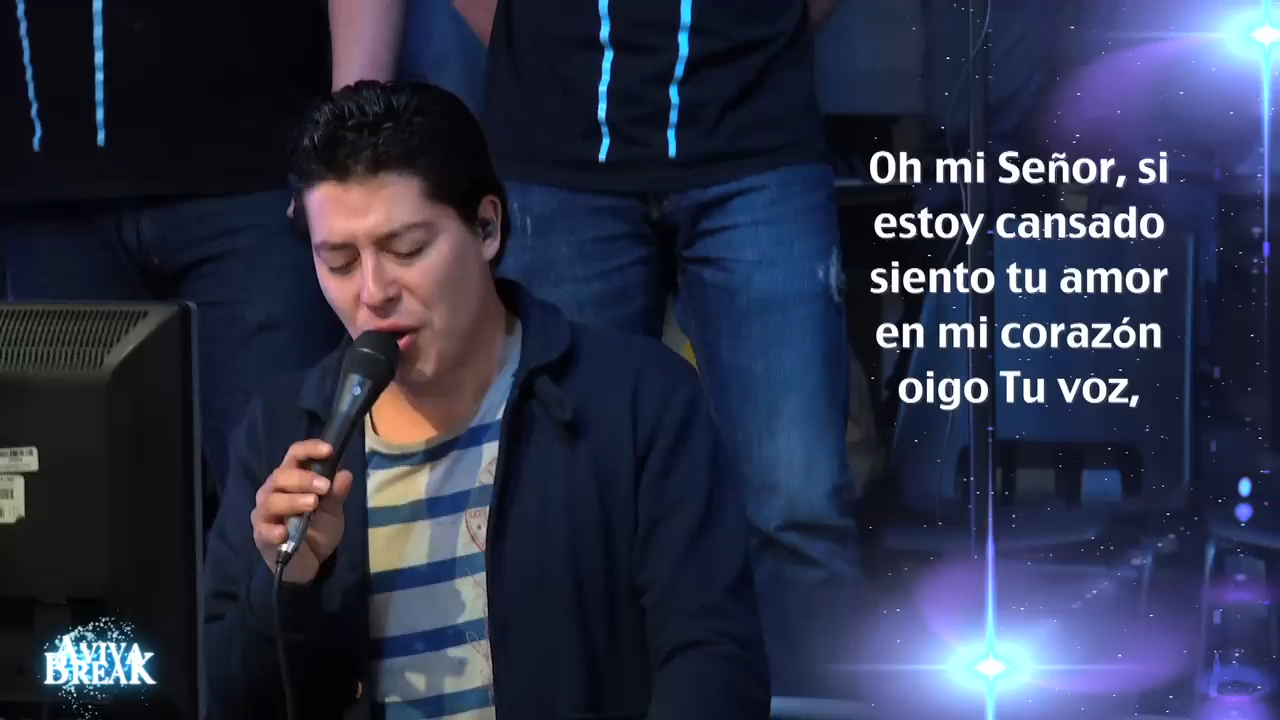 Oh mi Señor, si
estoy cansado
siento tu amor
en mi corazón
oigo Tu voz,
AVIVA
BREAK